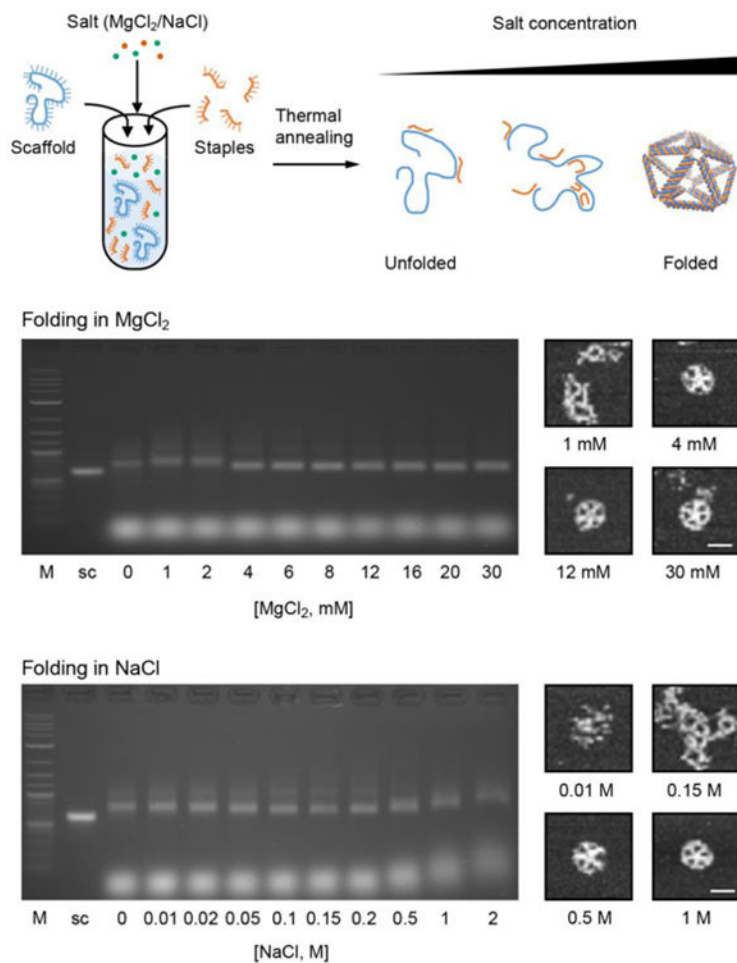 Salt (MgCl₂/NaCl)
Salt concentration
Scaffold
Staples
Thermal
annealing
Unfolded
Folded
Folding in MgCl₂
1 mM
4 mM
12 mM
30 mM
M sc 0 1 2 4 6 8 12 16 20 30
[MgCl₂, mM]
Folding in NaCl
0.01 M
0.15 M
0.5 M
1 M
M sc 0 0.01 0.02 0.05 0.1 0.15 0.2 0.5 1 2
[NaCl, M]